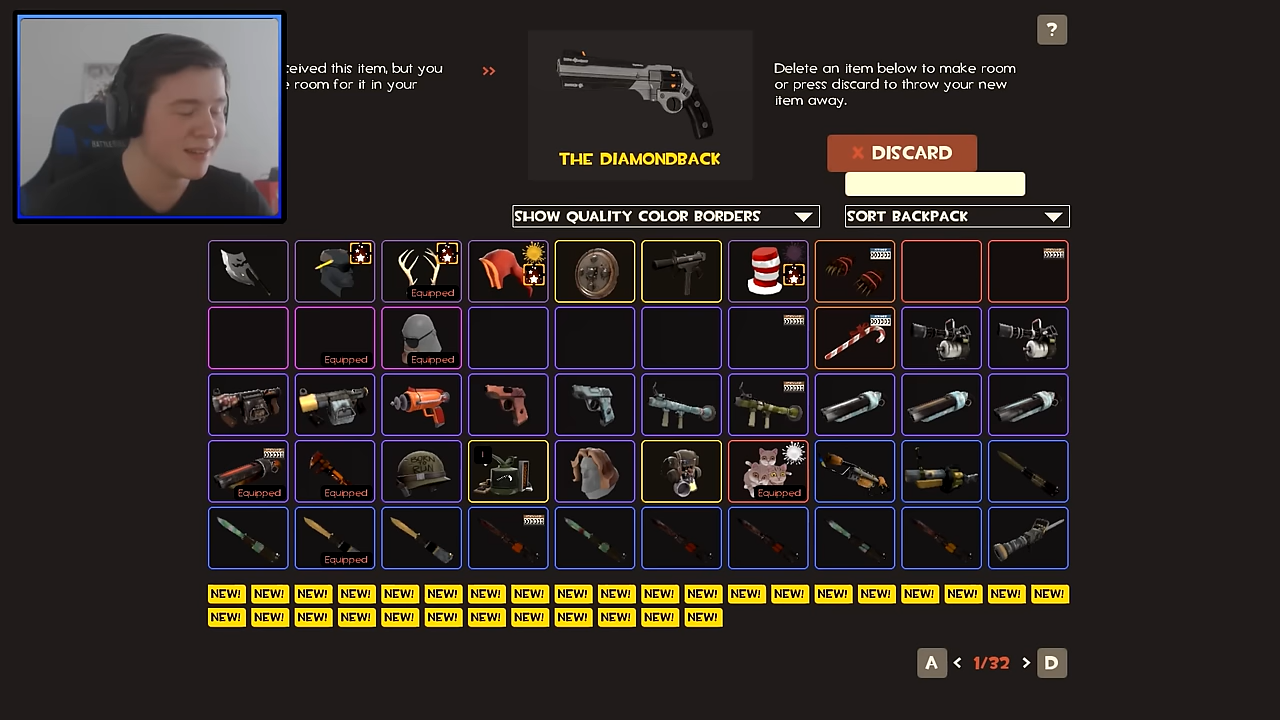 ?
ceived this item, but you
e room for it in your
>>
THE DIAMONDBACK
Delete an item below to make room
or press discard to throw your new
item away.
X DISCARD
SHOW QUALITY COLOR BORDERS
SORT BACKPACK
Equipped
Equipped
Equipped
Equipped
Equipped
Equipped
Equipped
NEW! NEW! NEW! NEW! NEW! NEW! NEW! NEW! NEW! NEW! NEW! NEW! NEW! NEW! NEW! NEW! NEW! NEW! NEW! NEW!
NEW! NEW! NEW! NEW! NEW! NEW! NEW! NEW! NEW! NEW! NEW! NEW!
A < 1/32 > D